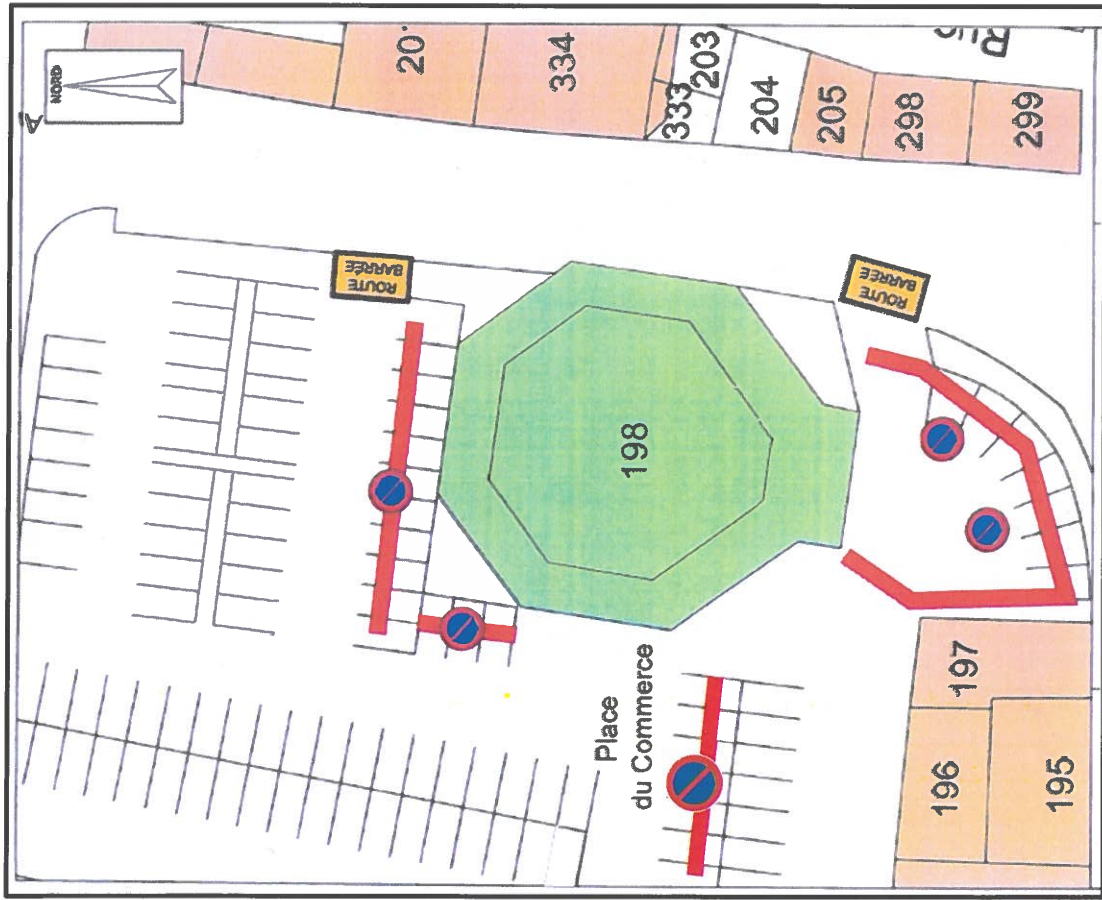 NORD
A
20
334
333
203
204
205
298
299
ROUTE
BARRÉE
198
ROUTE
BARRÉE
Place
du Commerce
197
196
195